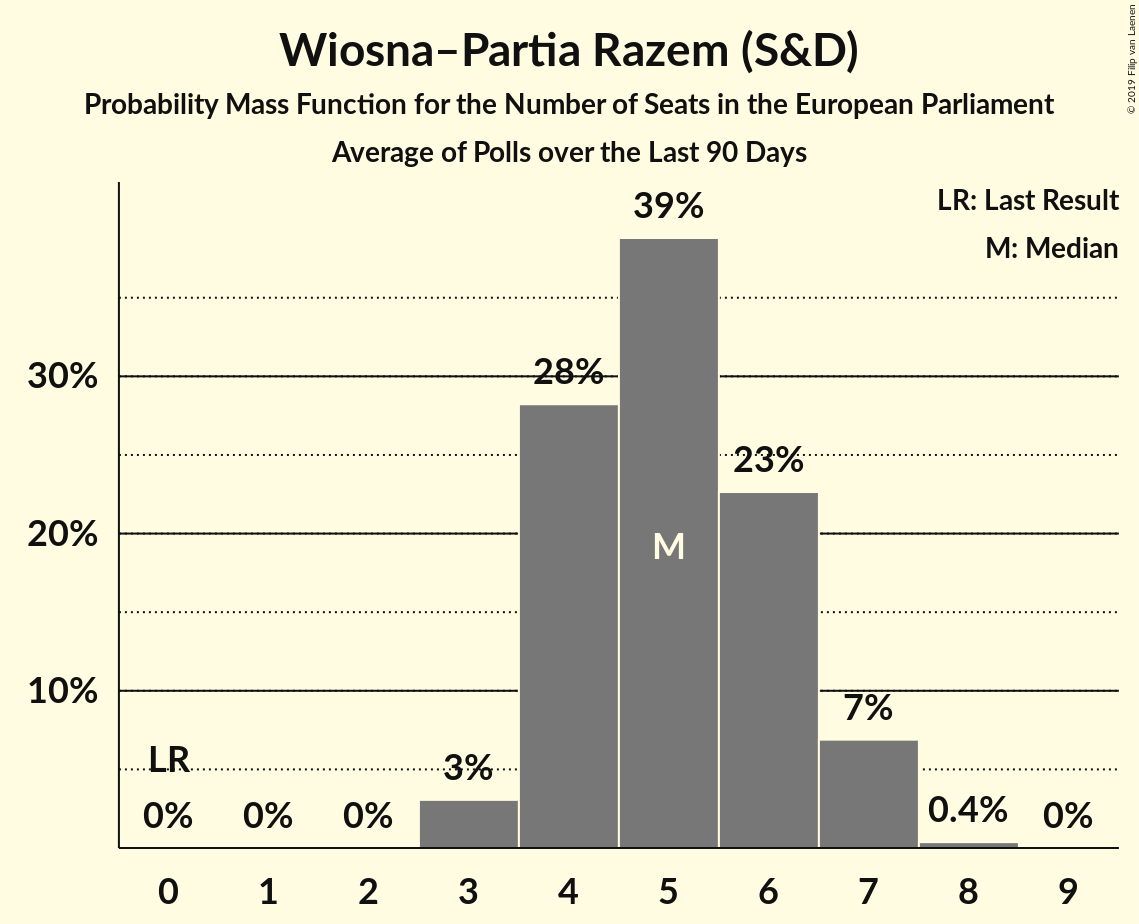 Wiosna–Partia Razem (S&D)
Probability Mass Function for the Number of Seats in the European Parliament
Average of Polls over the Last 90 Days
© 2019 Filip van Laenen
LR: Last Result
M: Median
39%
28%
23%
7%
3%
0.4%
0%
0%
0%
0%
LR
M
30%
20%
10%
0 1 2 3 4 5 6 7 8 9